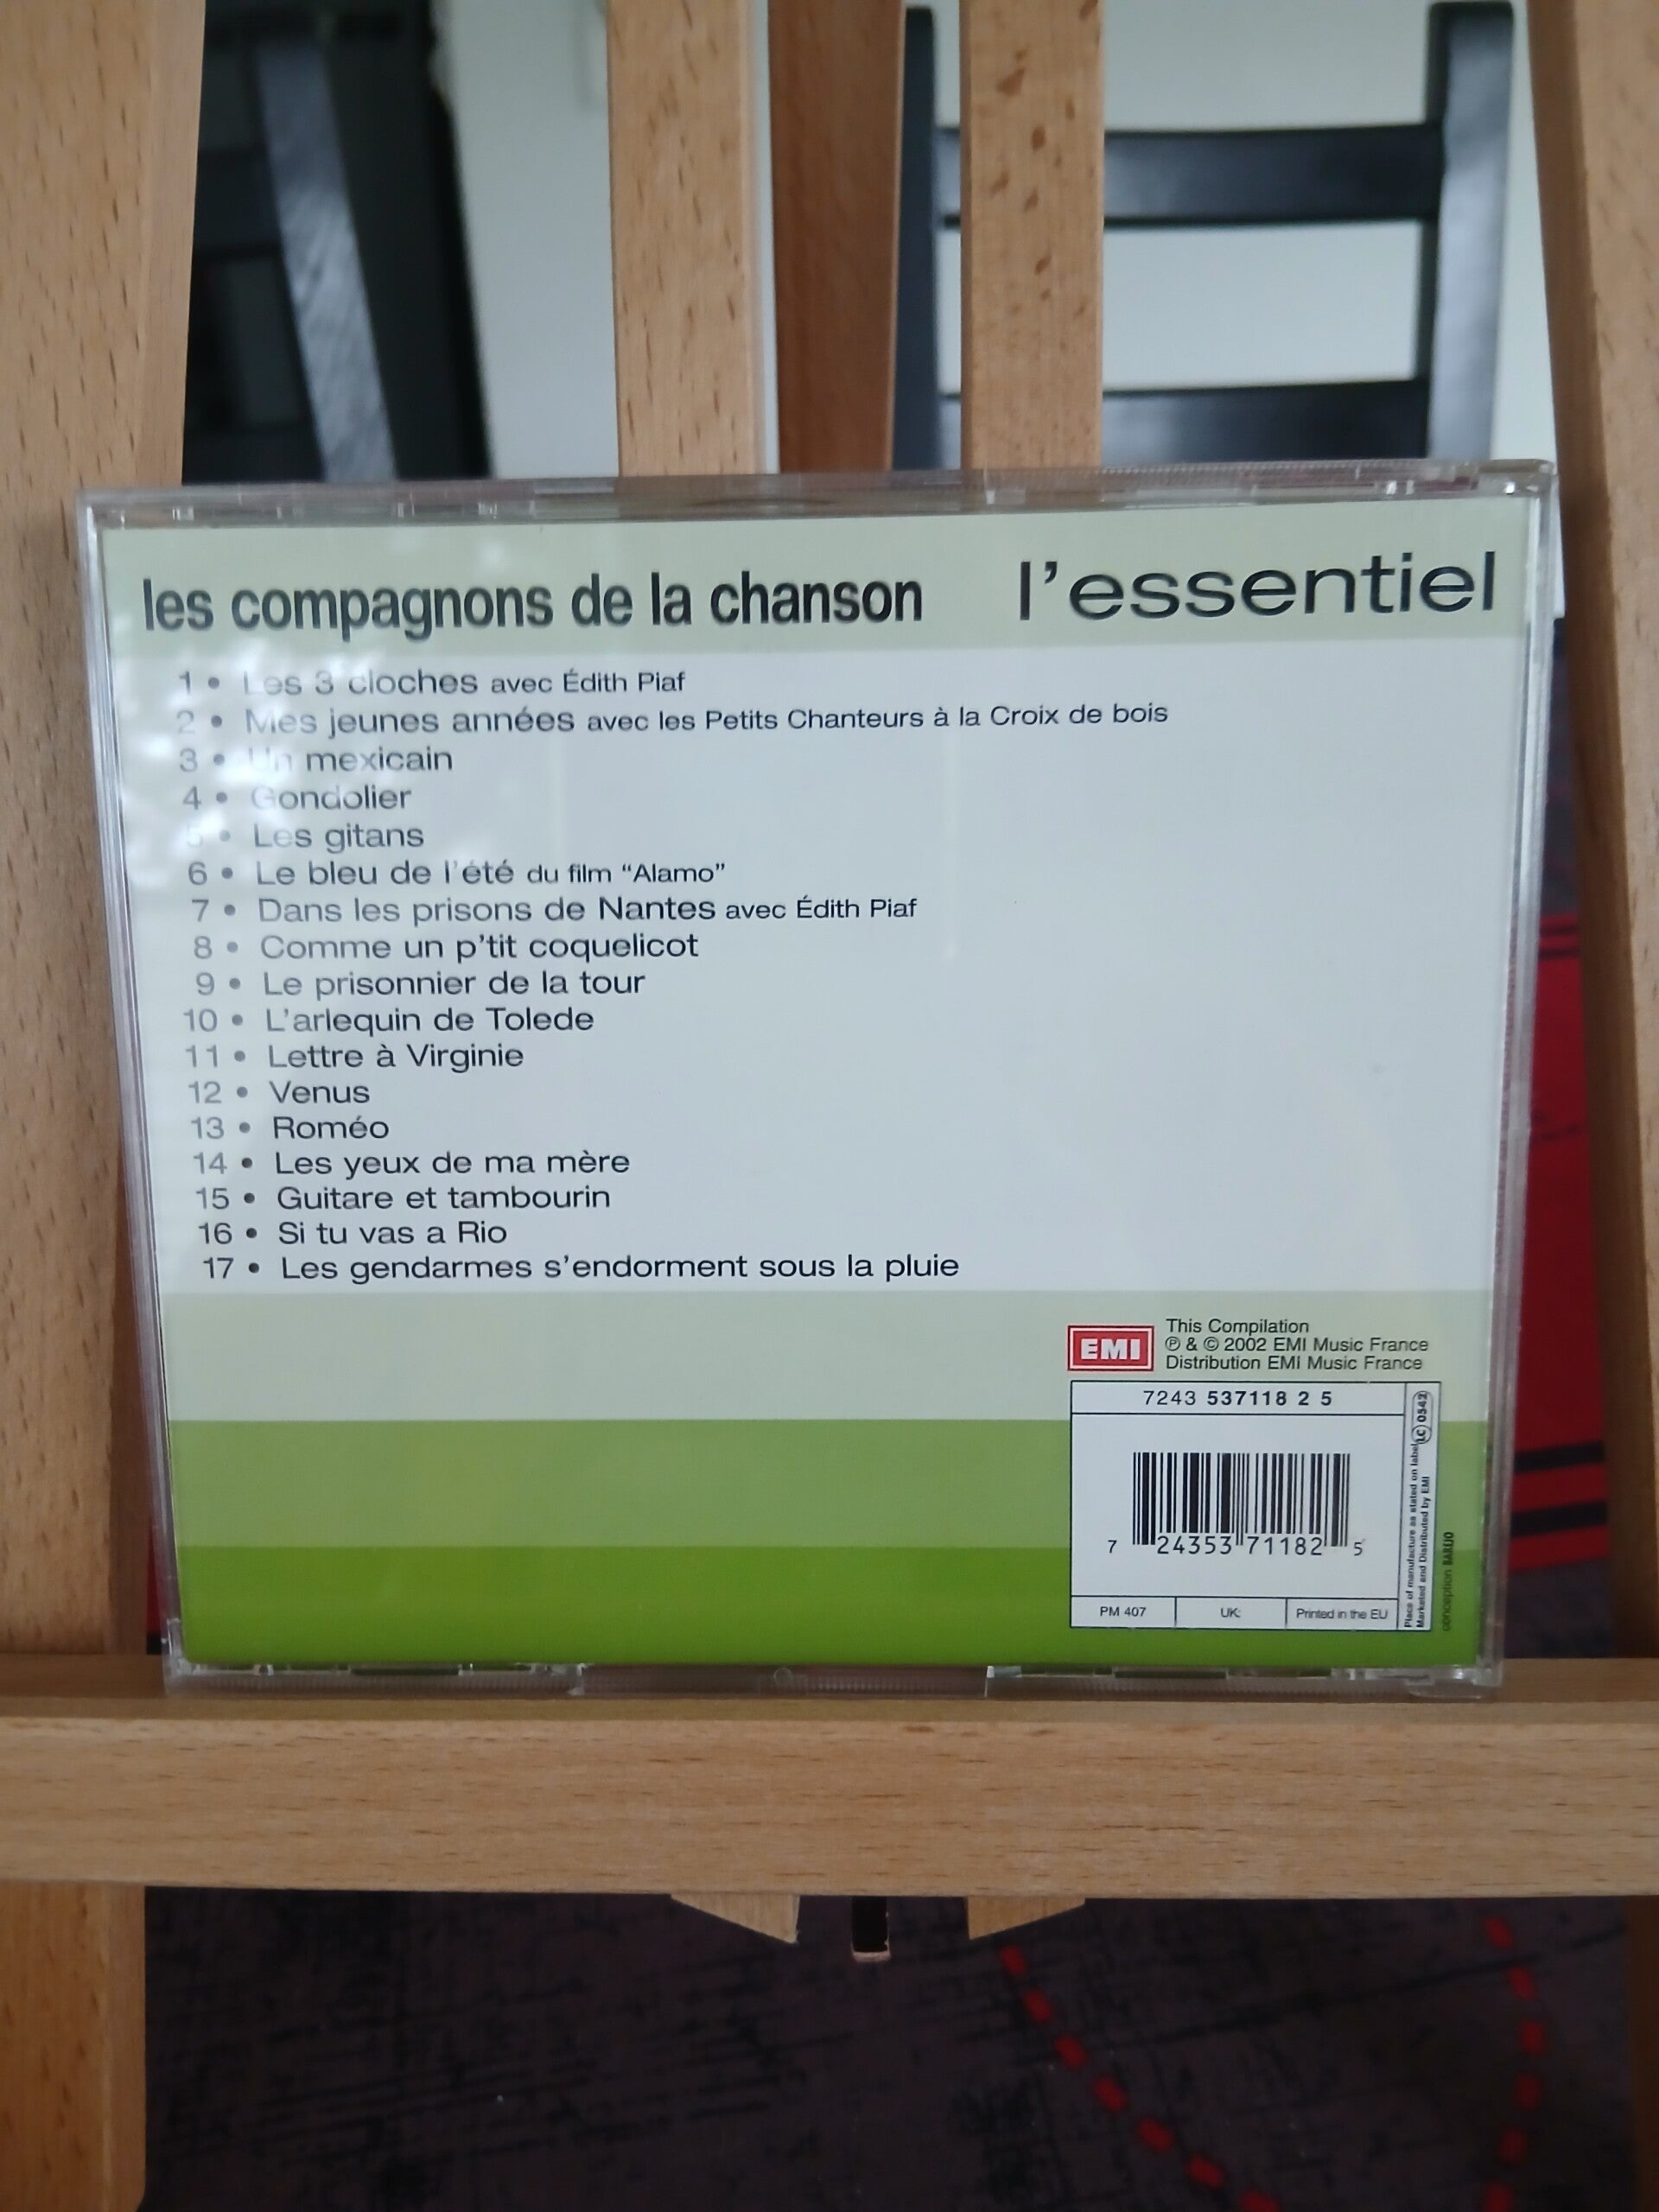 les compagnons de la chanson l'essentiel
1 • Les 3 cloches avec Édith Piaf
2 • Mes jeunes années avec les Petits Chanteurs à la Croix de bois
3 • Un mexicain
4 • Gondolier
5 • Les gitans
6 • Le bleu de l'été du film “Alamo”
7 • Dans les prisons de Nantes avec Édith Piaf
8 • Comme un p'tit coquelicot
9 • Le prisonnier de la tour
10 • L'arlequin de Tolede
11 • Lettre à Virginie
12 • Venus
13 • Roméo
14 • Les yeux de ma mère
15 • Guitare et tambourin
16 • Si tu vas a Rio
17 • Les gendarmes s'endorment sous la pluie
EMI
This Compilation
℗ & © 2002 EMI Music France
Distribution EMI Music France
7243 537118 2 5
7 24353 71182 5
PM 407
UK:
Printed in the EU
Place of manufacture as stated on label
Marketed and Distributed by EMI
LC 0542
conception BARIJO